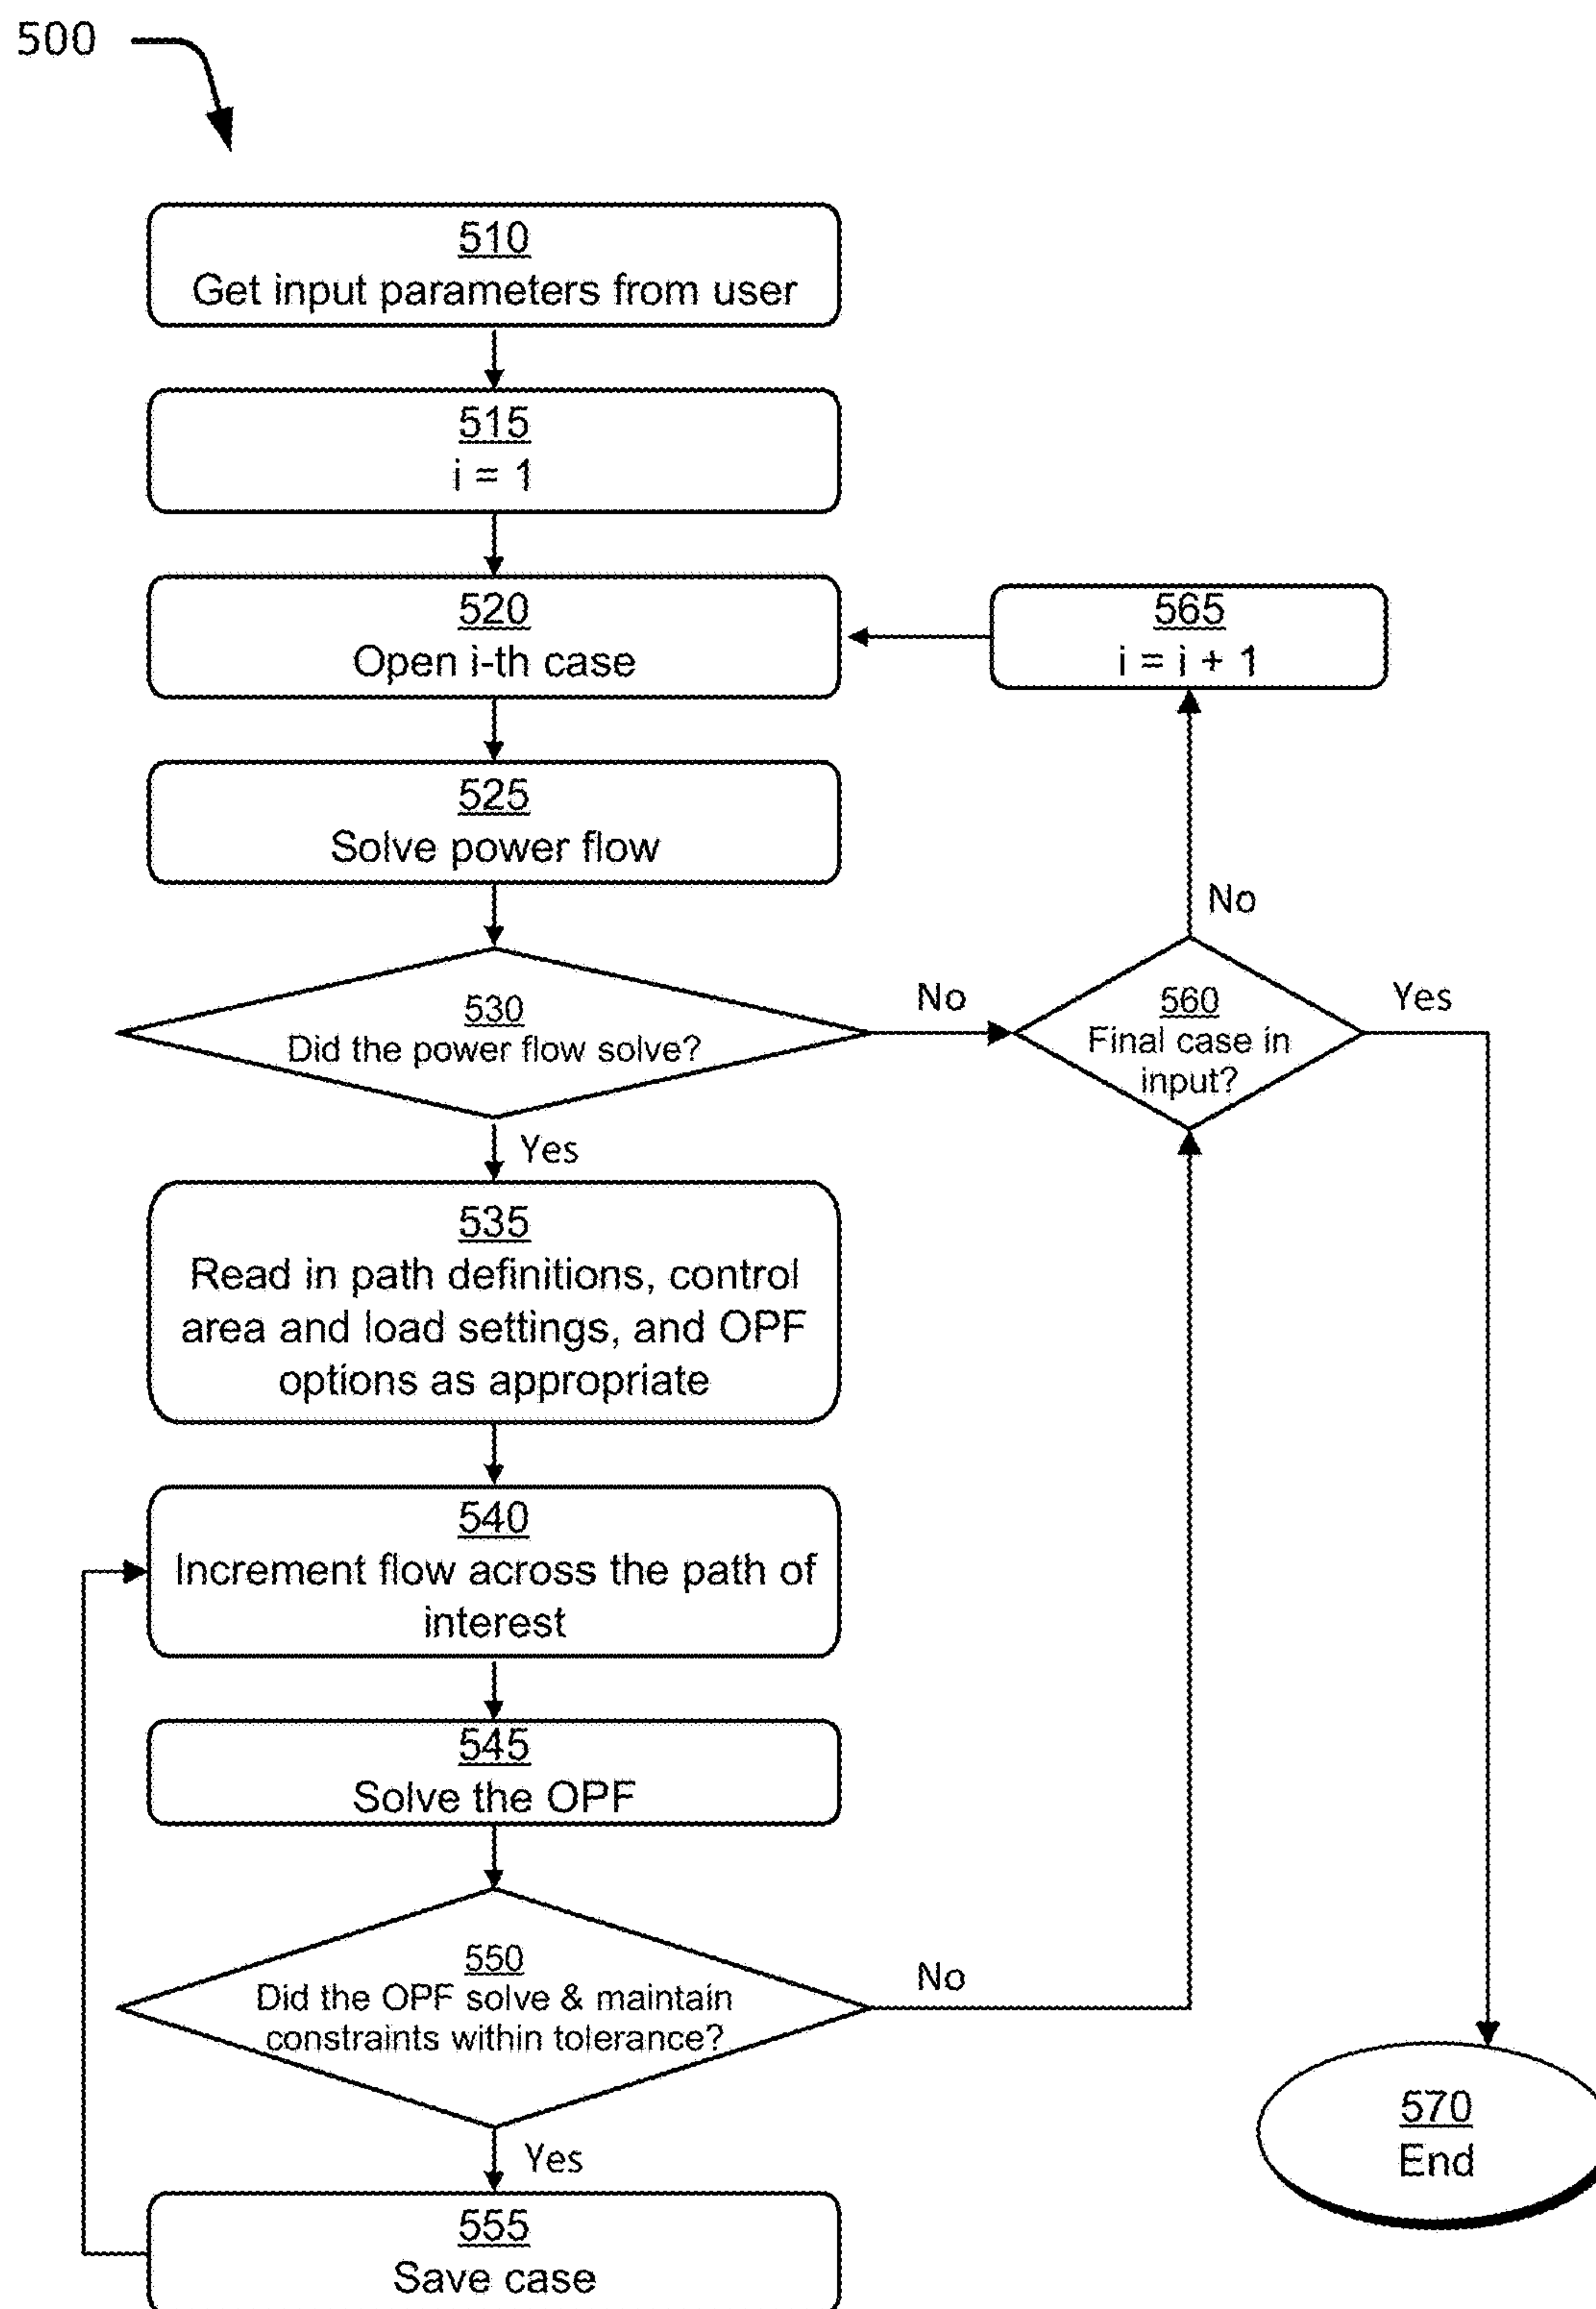 500
510
Get input parameters from user
515
i = 1
520
Open i-th case
565
i = i + 1
525
Solve power flow
No
530
Did the power flow solve?
No
560
Final case in
input?
Yes
Yes
535
Read in path definitions, control
area and load settings, and OPF
options as appropriate
540
Increment flow across the path of
interest
545
Solve the OPF
550
Did the OPF solve & maintain
constraints within tolerance?
No
Yes
570
End
555
Save case